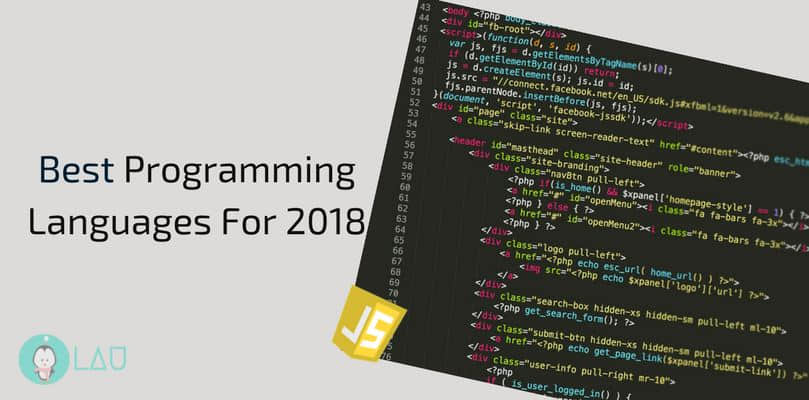 Best Programming
Languages For 2018
LAU
JS
43 <body <?php
44 <div id="fb-root"></div>
45 <script>(function(d, s, id) {
46 var js, fjs = d.getElementsByTagName(s)[0];
47 if (d.getElementById(id)) return;
48 js = d.createElement(s); js.id = id;
49 js.src = "//connect.facebook.net/en_US/sdk.js#xfbml=1&version=v2.6&
50 fjs.parentNode.insertBefore(js, fjs);
51 }(document, 'script', 'facebook-jssdk'));</script>
52 <div id="page" class="site">
53 <a class="skip-link screen-reader-text" href="#content"><?php esc_
54
55 <header id="masthead" class="site-header" role="banner">
56 <div class="site-branding">
57 <div class="navBtn pull-left">
58 <?php if(is_home() && $xpanel['homepage-style'] == 1) { ?>
59 <a href="#" id="openMenu"><i class="fa fa-bars fa-3x"></i>
60 <?php } else { ?>
61 <a href="#" id="openMenu2"><i class="fa fa-bars fa-3x"></i>
62 <?php } ?>
63 </div>
64 <div class="logo pull-left">
65 <a href="<?php echo esc_url( home_url() ) ?>">
66 <img src="<?php echo $xpanel['logo']['url'] ?>">
67 </a>
68 </div>
69 <div class="search-box hidden-xs hidden-sm pull-left ml-10">
70 <?php get_search_form(); ?>
</div>
<div class="submit-btn hidden-xs hidden-sm pull-left ml-10">
<a href="<?php echo get_page_link($xpanel['submit-link']) ?>
</div>
<div class="user-info pull-right mr-10">
76 <?php
if ( is_user_logged_in() ) {